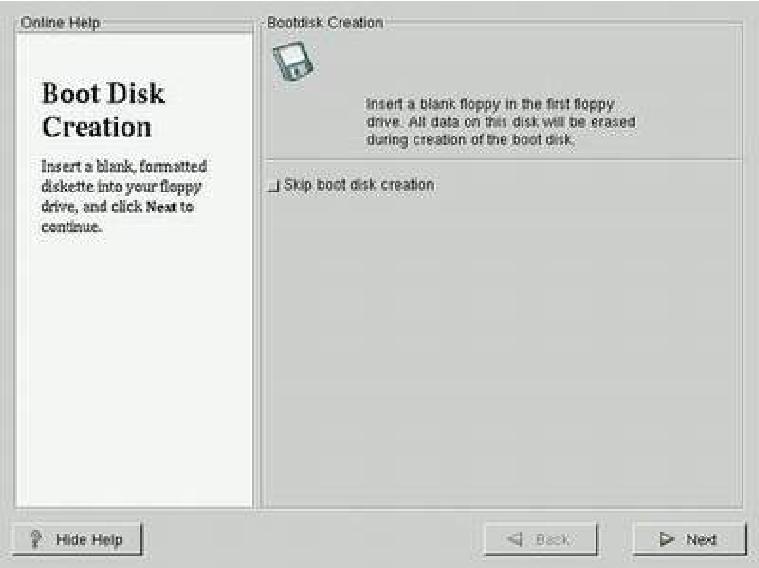 Online Help
Boot Disk
Creation
Insert a blank, formatted
diskette into your floppy
drive, and click Next to
continue.
Bootdisk Creation
Insert a blank floppy in the first floppy
drive. All data on this disk will be erased
during creation of the boot disk.
Skip boot disk creation
Hide Help
Back
Next